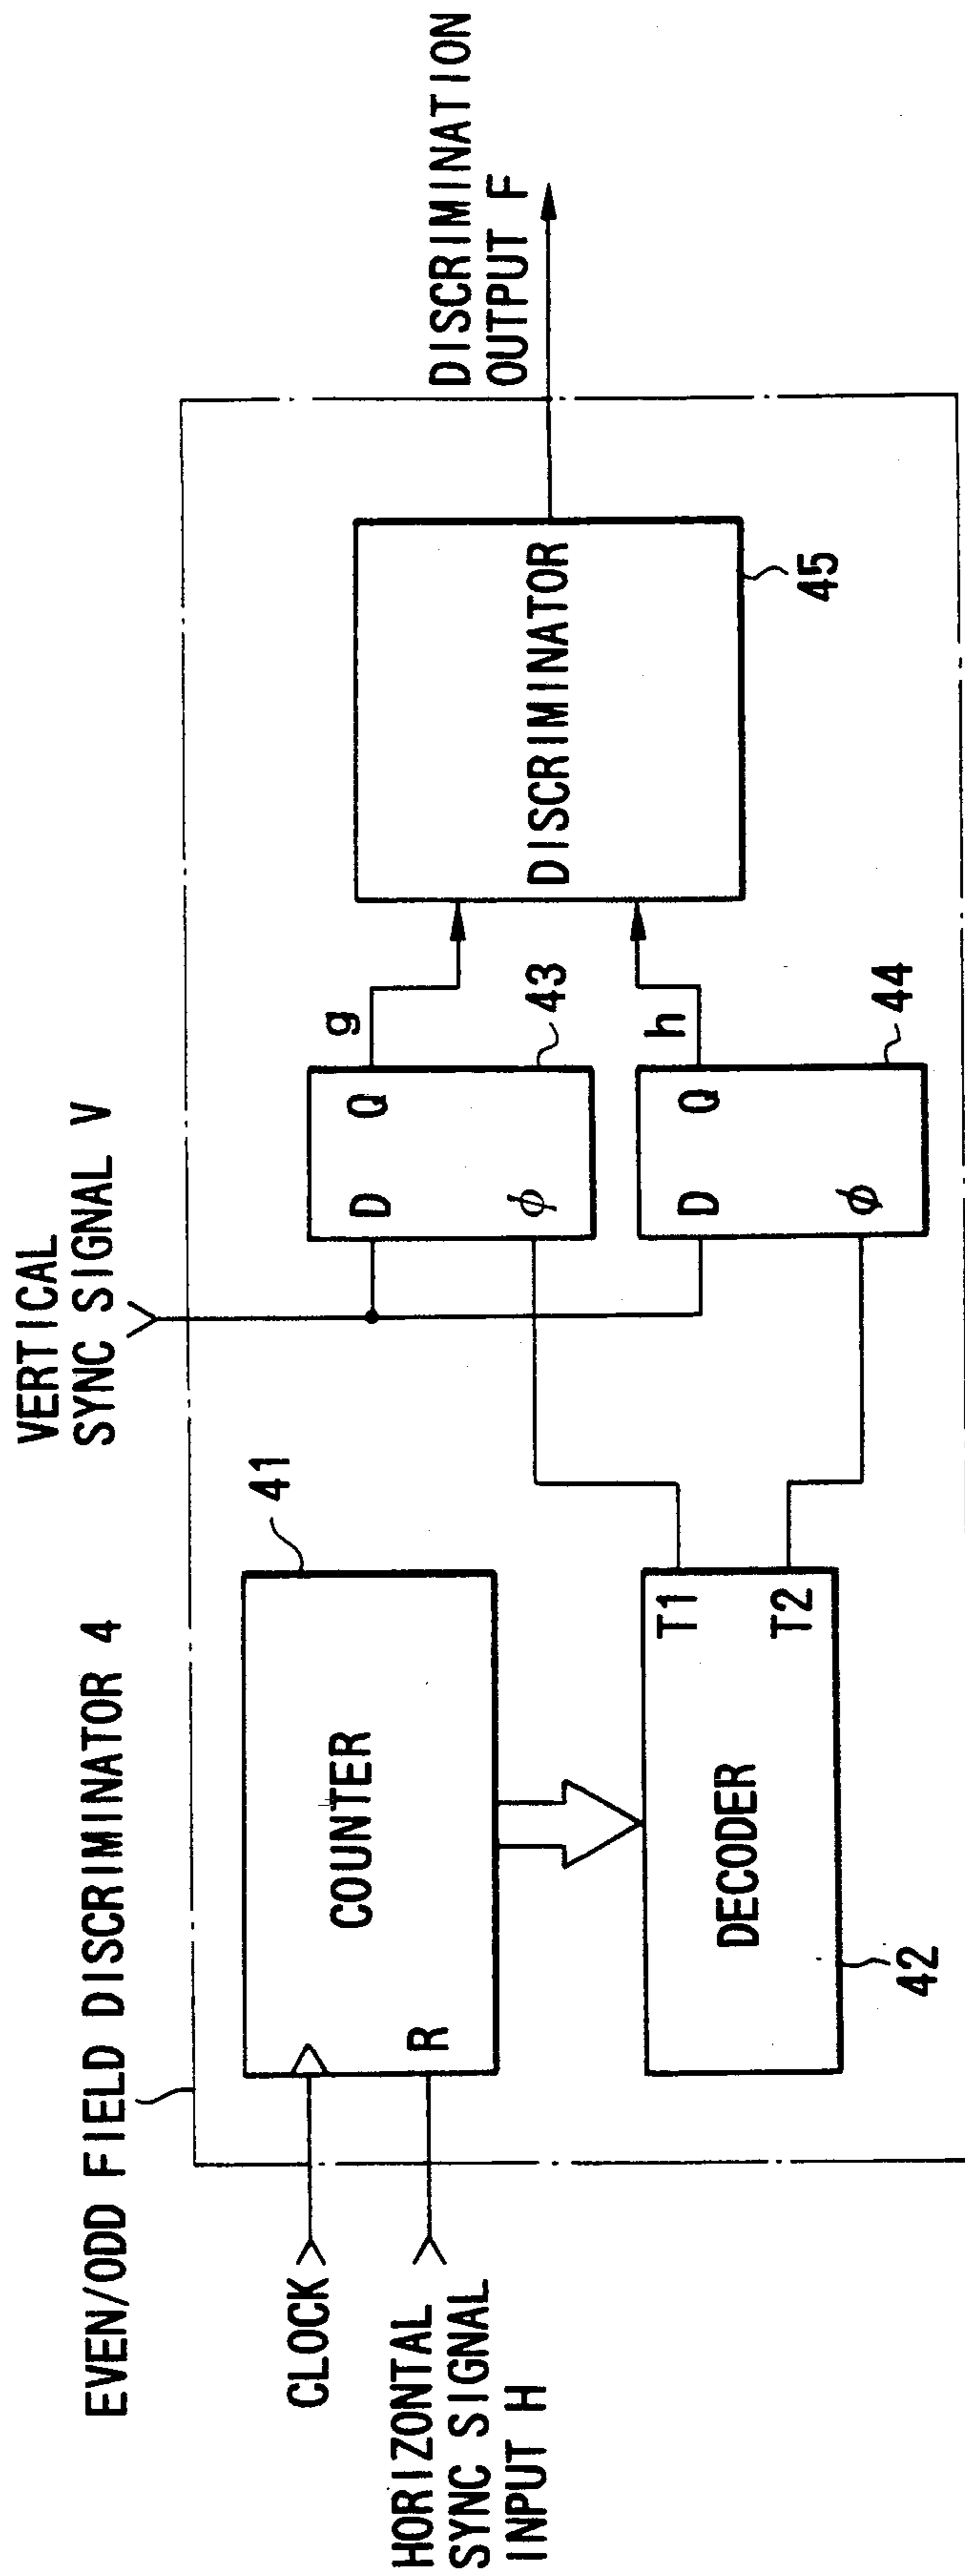 EVEN/ODD FIELD DISCRIMINATOR 4
VERTICAL
SYNC SIGNAL V
CLOCK
HORIZONTAL
SYNC SIGNAL
INPUT H
COUNTER
R
41
DECODER
T1
T2
42
D Q
ϕ
43
g
D Q
ϕ
44
h
DISCRIMINATOR
45
DISCRIMINATION
OUTPUT F